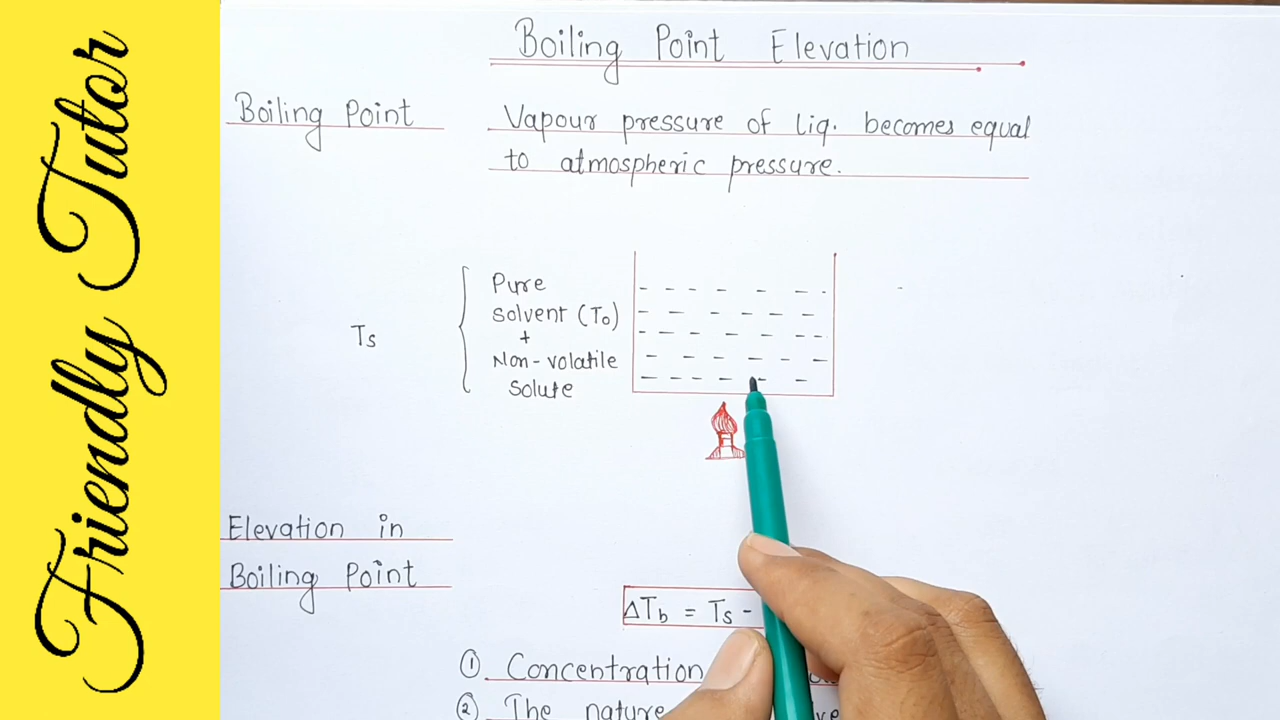 Friendly Tutor
Boiling Point Elevation
Boiling Point
Vapour pressure of liq. becomes equal
to atmospheric pressure.
Pure
Solvent (T₀)
+
Non-volatile
Solute
Ts
Elevation in
Boiling Point
ΔTb = Ts -
① Concentration
② The nature